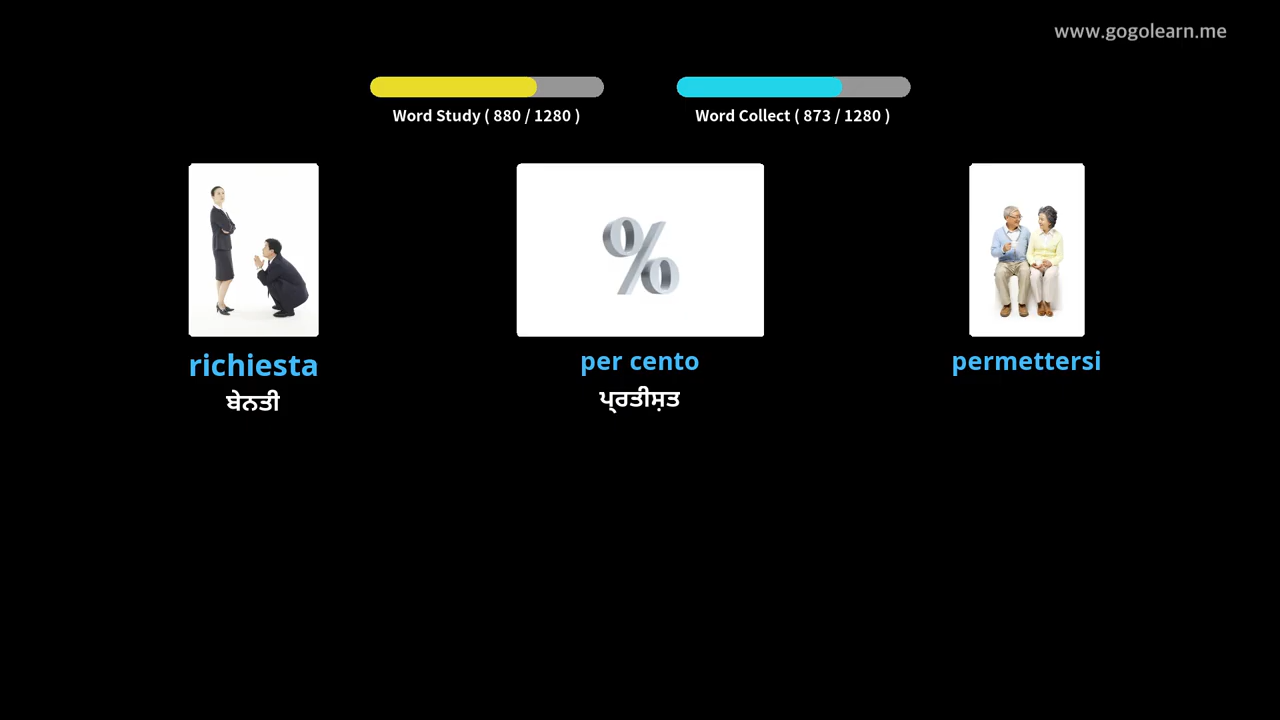 www.gogolearn.me
Word Study ( 880 / 1280 )
Word Collect ( 873 / 1280 )
%
richiesta
per cento
permettersi
ਬੇਨਤੀ
ਪ੍ਰਤੀਸ਼ਤ